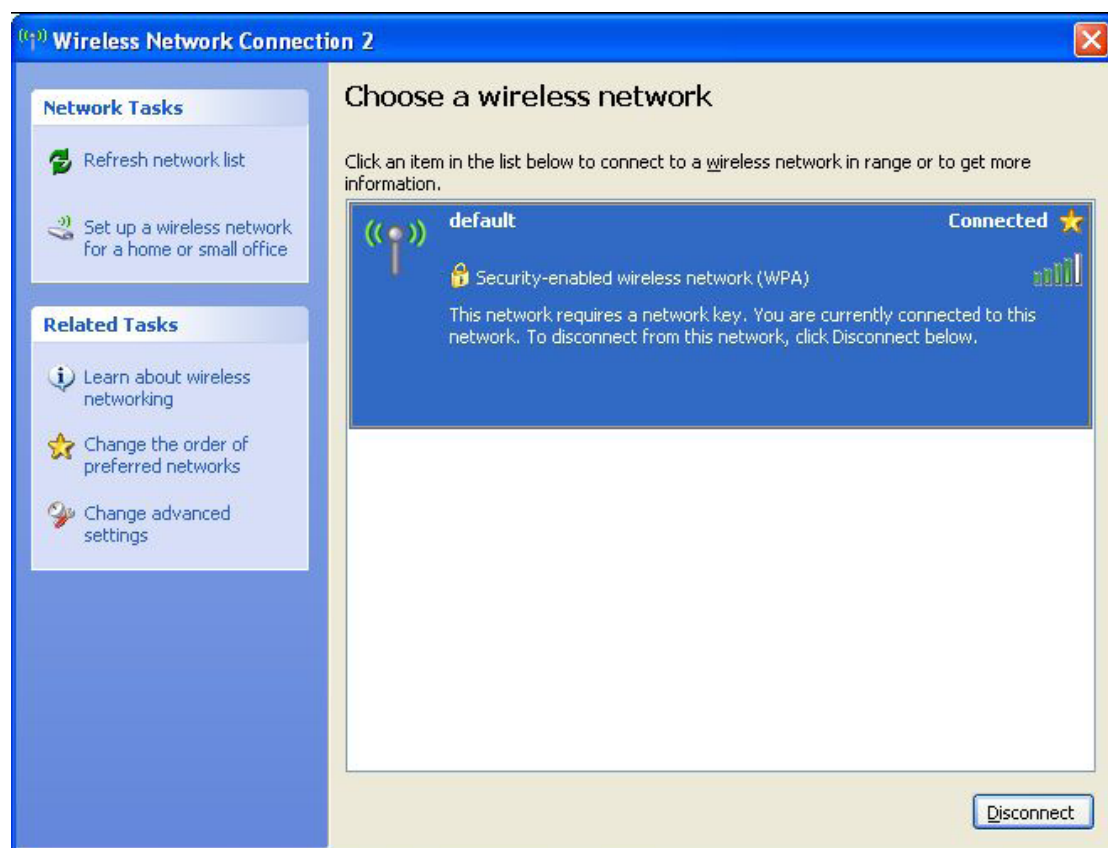 Wireless Network Connection 2
Network Tasks
Refresh network list
Set up a wireless network
for a home or small office
Related Tasks
Learn about wireless
networking
Change the order of
preferred networks
Change advanced
settings
Choose a wireless network
Click an item in the list below to connect to a wireless network in range or to get more
information.
default
Connected
Security-enabled wireless network (WPA)
This network requires a network key. You are currently connected to this
network. To disconnect from this network, click Disconnect below.
Disconnect